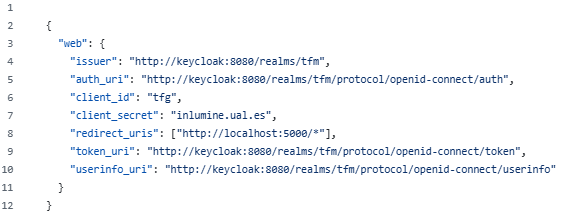 1
2 {
3 "web": {
4 "issuer": "http://keycloak:8080/realms/tfm",
5 "auth_uri": "http://keycloak:8080/realms/tfm/protocol/openid-connect/auth",
6 "client_id": "tfg",
7 "client_secret": "inlumine.ual.es",
8 "redirect_uris": ["http://localhost:5000/*"],
9 "token_uri": "http://keycloak:8080/realms/tfm/protocol/openid-connect/token",
10 "userinfo_uri": "http://keycloak:8080/realms/tfm/protocol/openid-connect/userinfo"
11 }
12 }